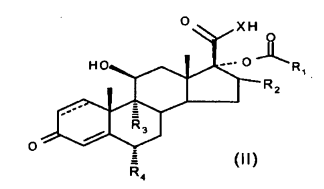 O XH
O
HO O R₁ .
R₂
R₃
O
R₄ (II)